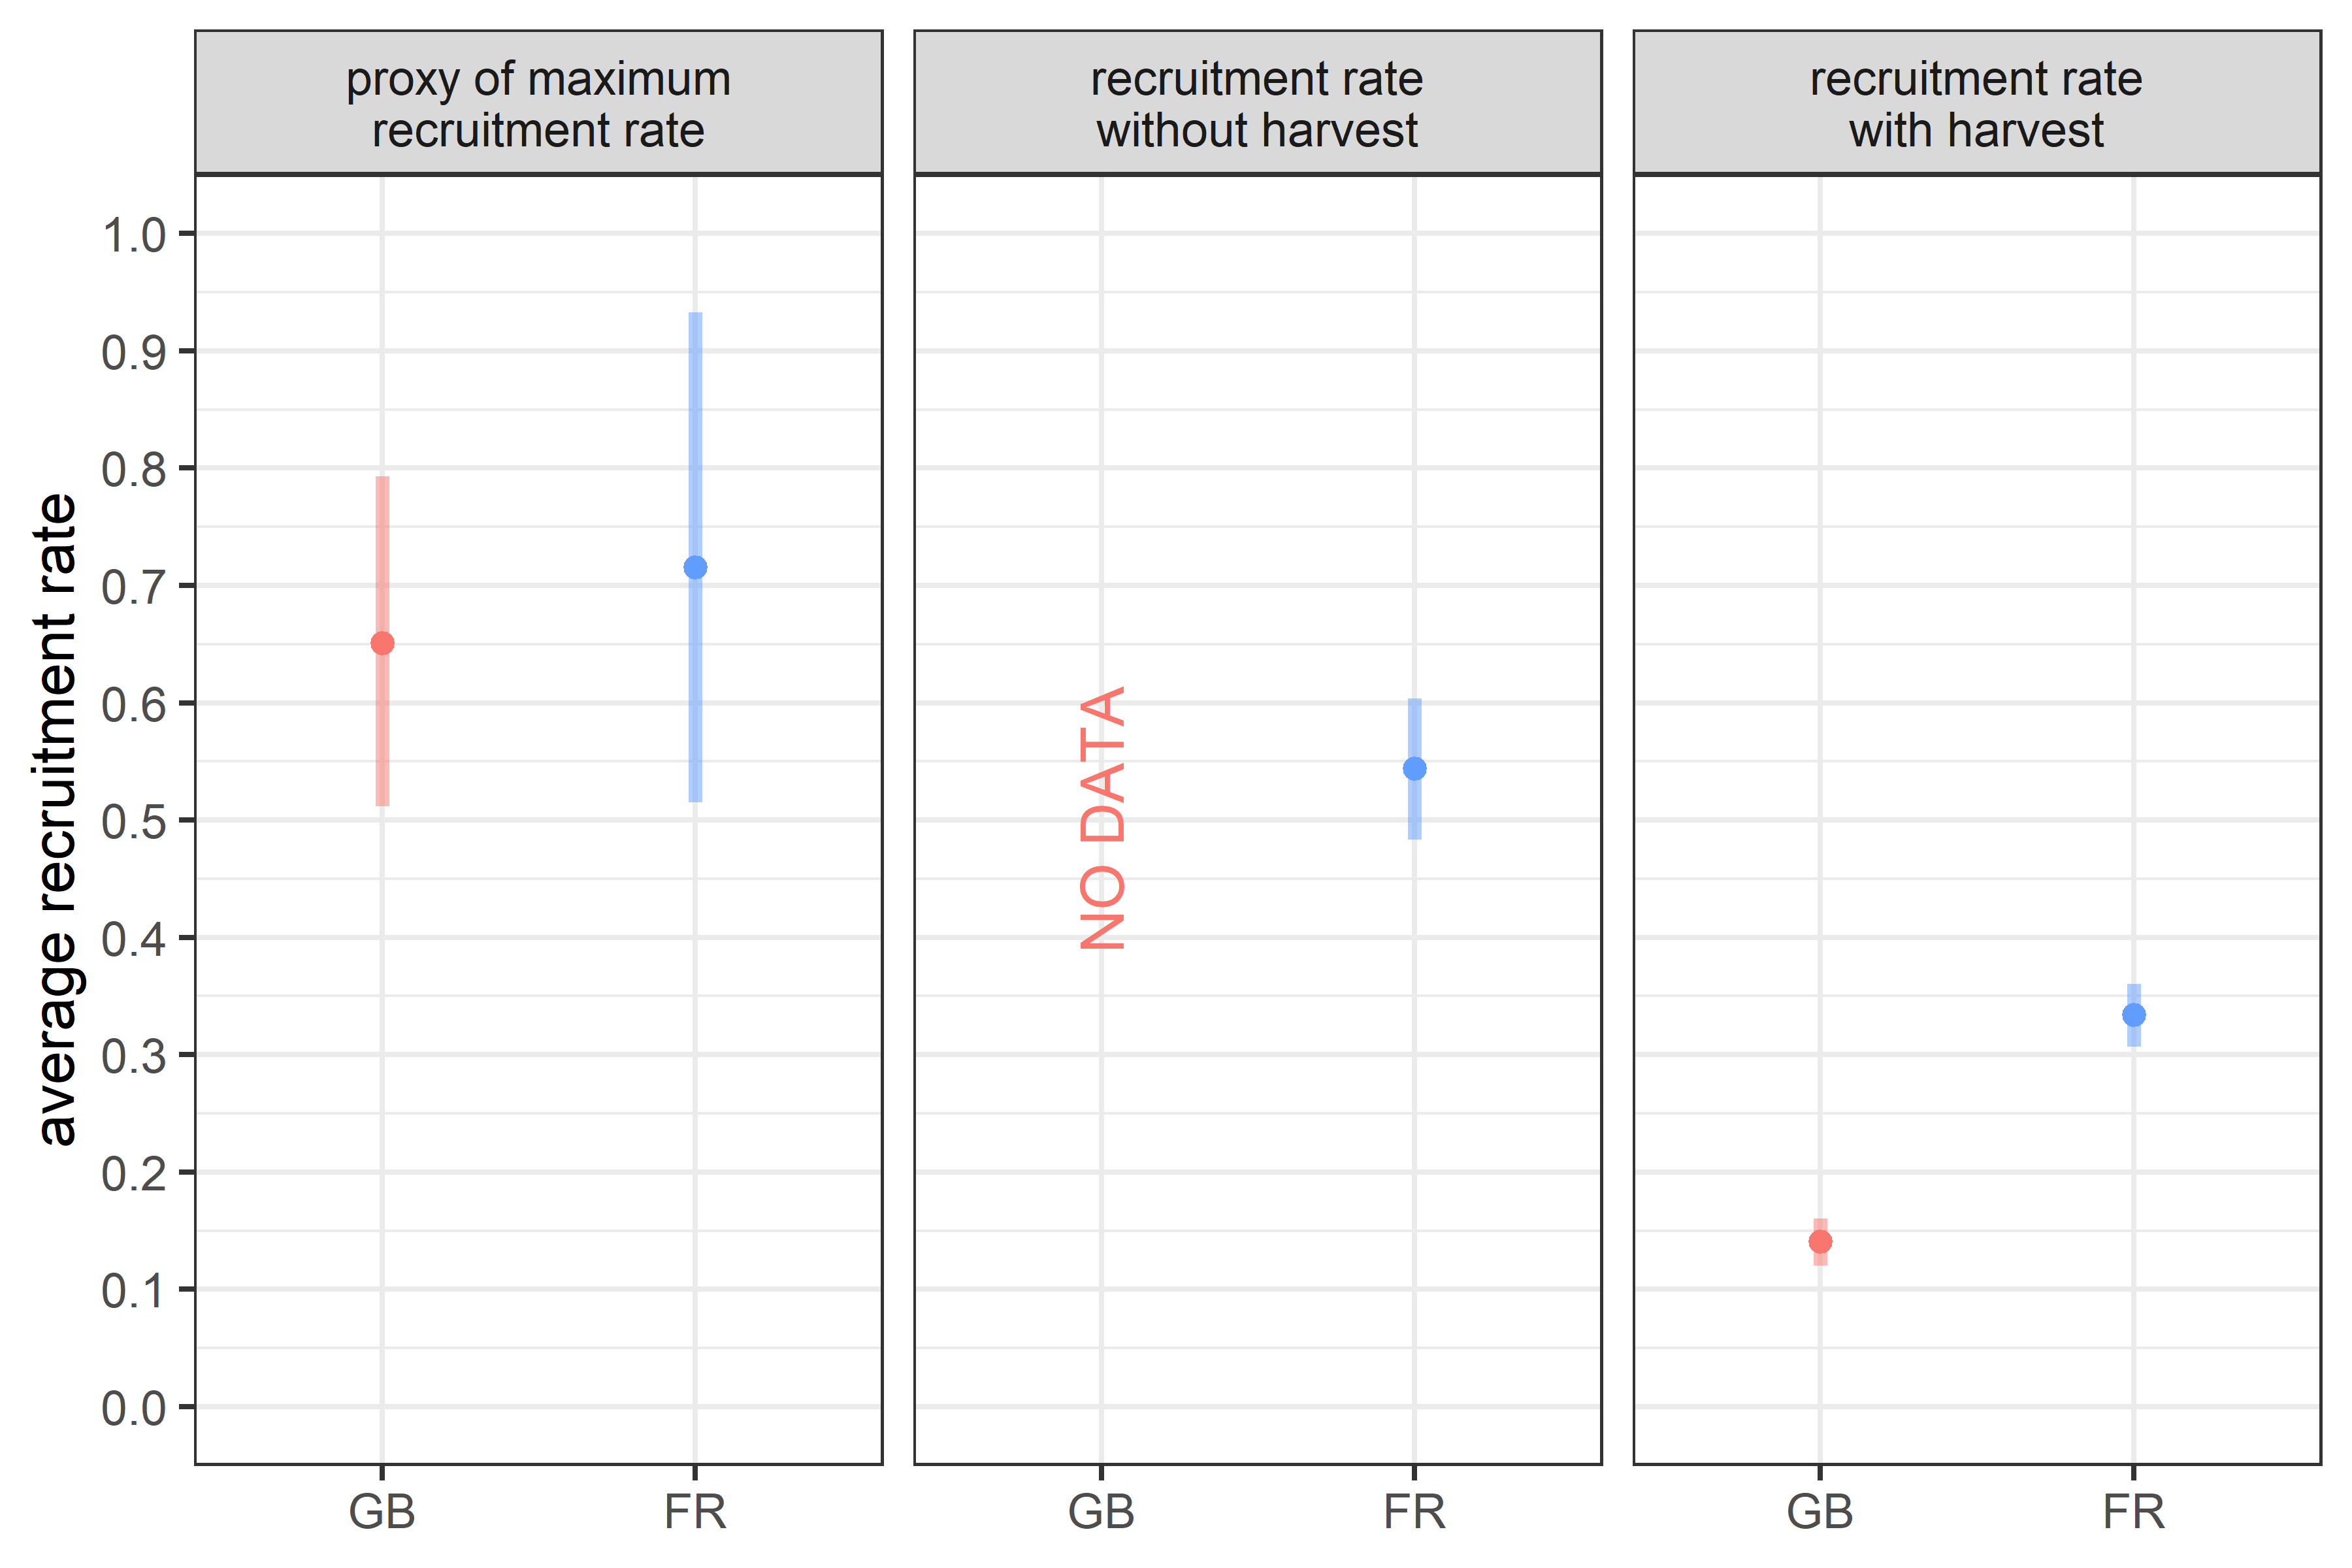 proxy of maximum
recruitment rate
recruitment rate
without harvest
recruitment rate
with harvest
average recruitment rate
1.0
0.9
0.8
0.7
0.6
0.5
0.4
0.3
0.2
0.1
0.0
NO DATA
GB
FR
GB
FR
GB
FR